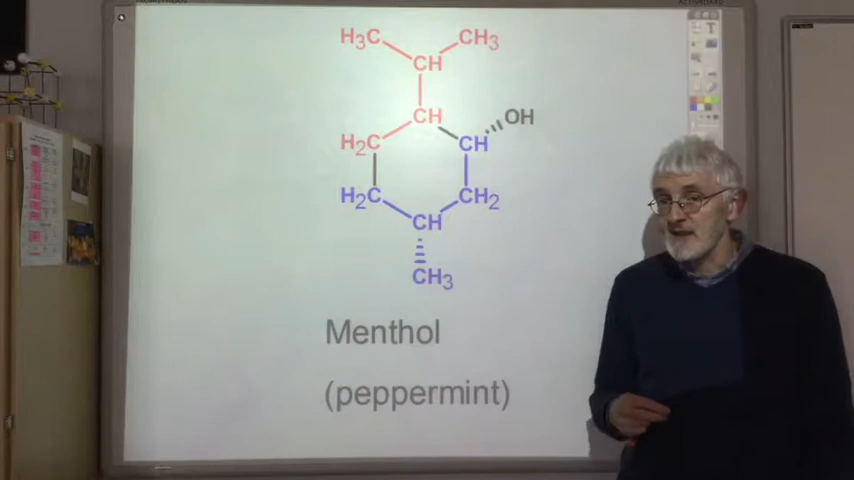 H3C CH3
CH
CH OH
H2C CH
H2C CH2
CH
CH3
Menthol
(peppermint)